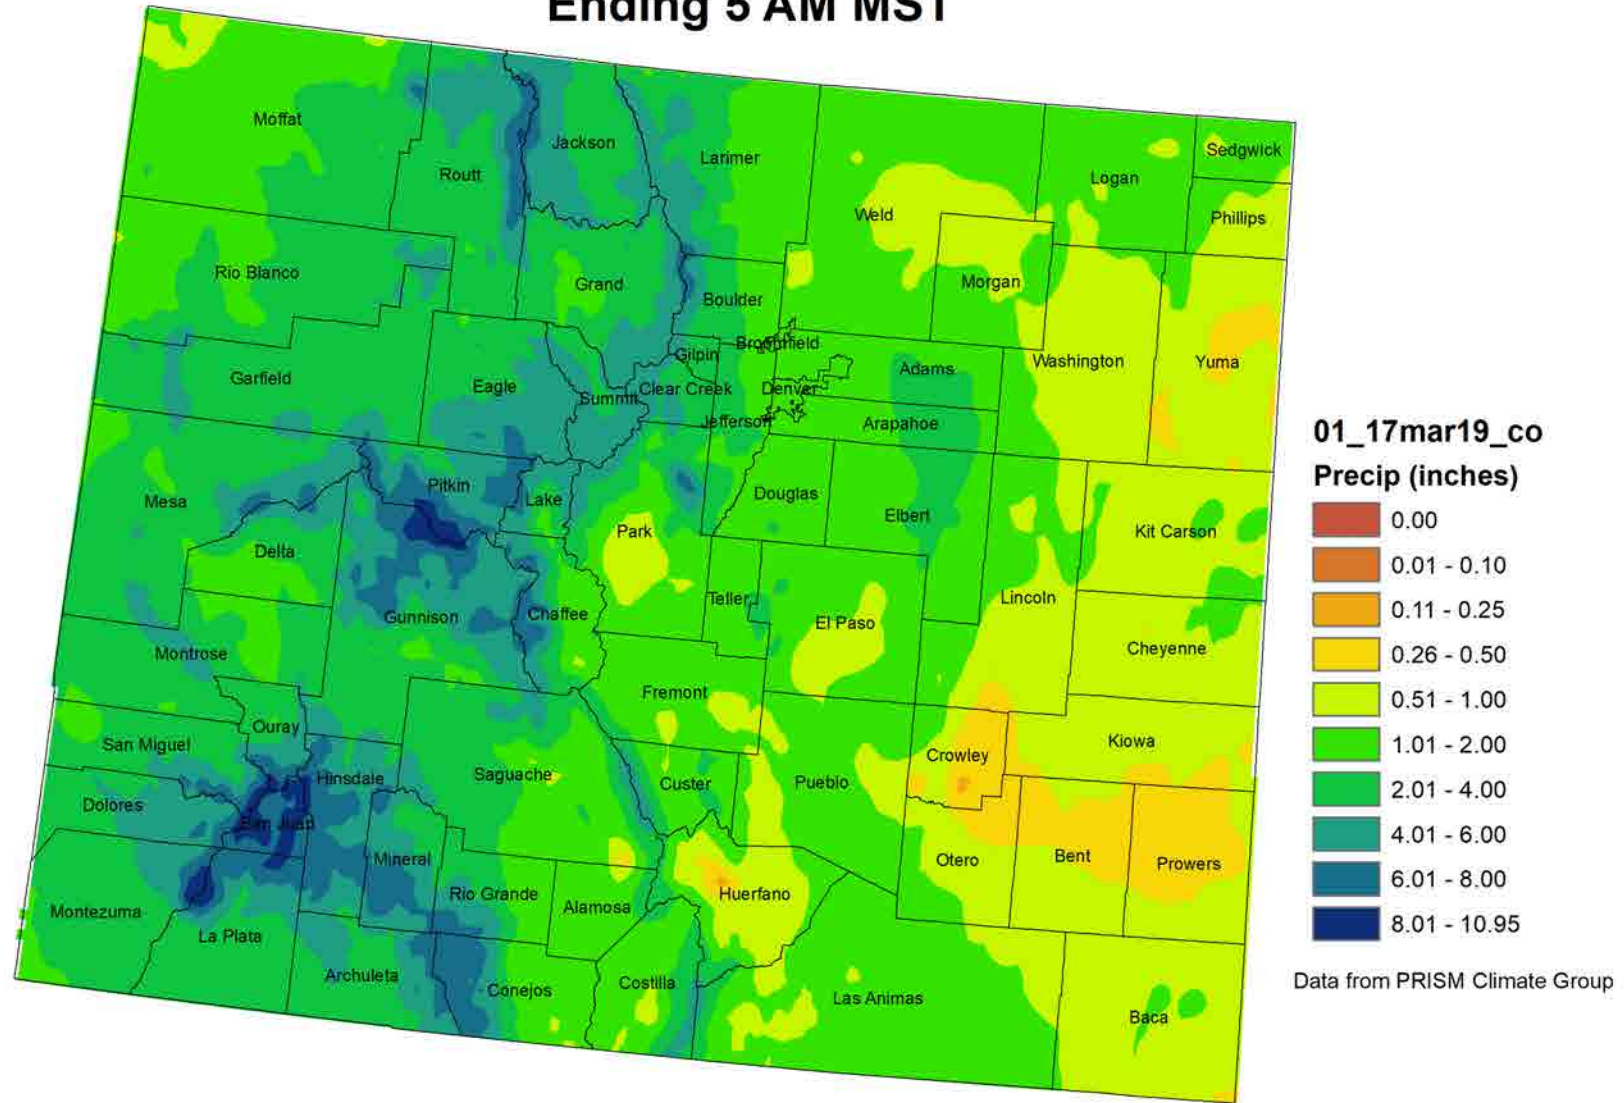 Ending 5 AM MST
Moffat
Routt
Jackson
Larimer
Weld
Logan
Sedgwick
Phillips
Morgan
Rio Blanco
Grand
Boulder
Broomfield
Gilpin
Adams
Washington
Yuma
Garfield
Eagle
Summit
Clear Creek
Denver
Jefferson
Arapahoe
Mesa
Pitkin
Lake
Park
Douglas
Elbert
Kit Carson
Delta
Gunnison
Chaffee
Teller
El Paso
Lincoln
Cheyenne
Montrose
Fremont
Ouray
San Miguel
Hinsdale
Saguache
Custer
Pueblo
Crowley
Kiowa
Dolores
San Juan
Mineral
Rio Grande
Alamosa
Huerfano
Otero
Bent
Prowers
Montezuma
La Plata
Archuleta
Conejos
Costilla
Las Animas
Baca
01_17mar19_co
Precip (inches)
0.00
0.01 - 0.10
0.11 - 0.25
0.26 - 0.50
0.51 - 1.00
1.01 - 2.00
2.01 - 4.00
4.01 - 6.00
6.01 - 8.00
8.01 - 10.95
Data from PRISM Climate Group